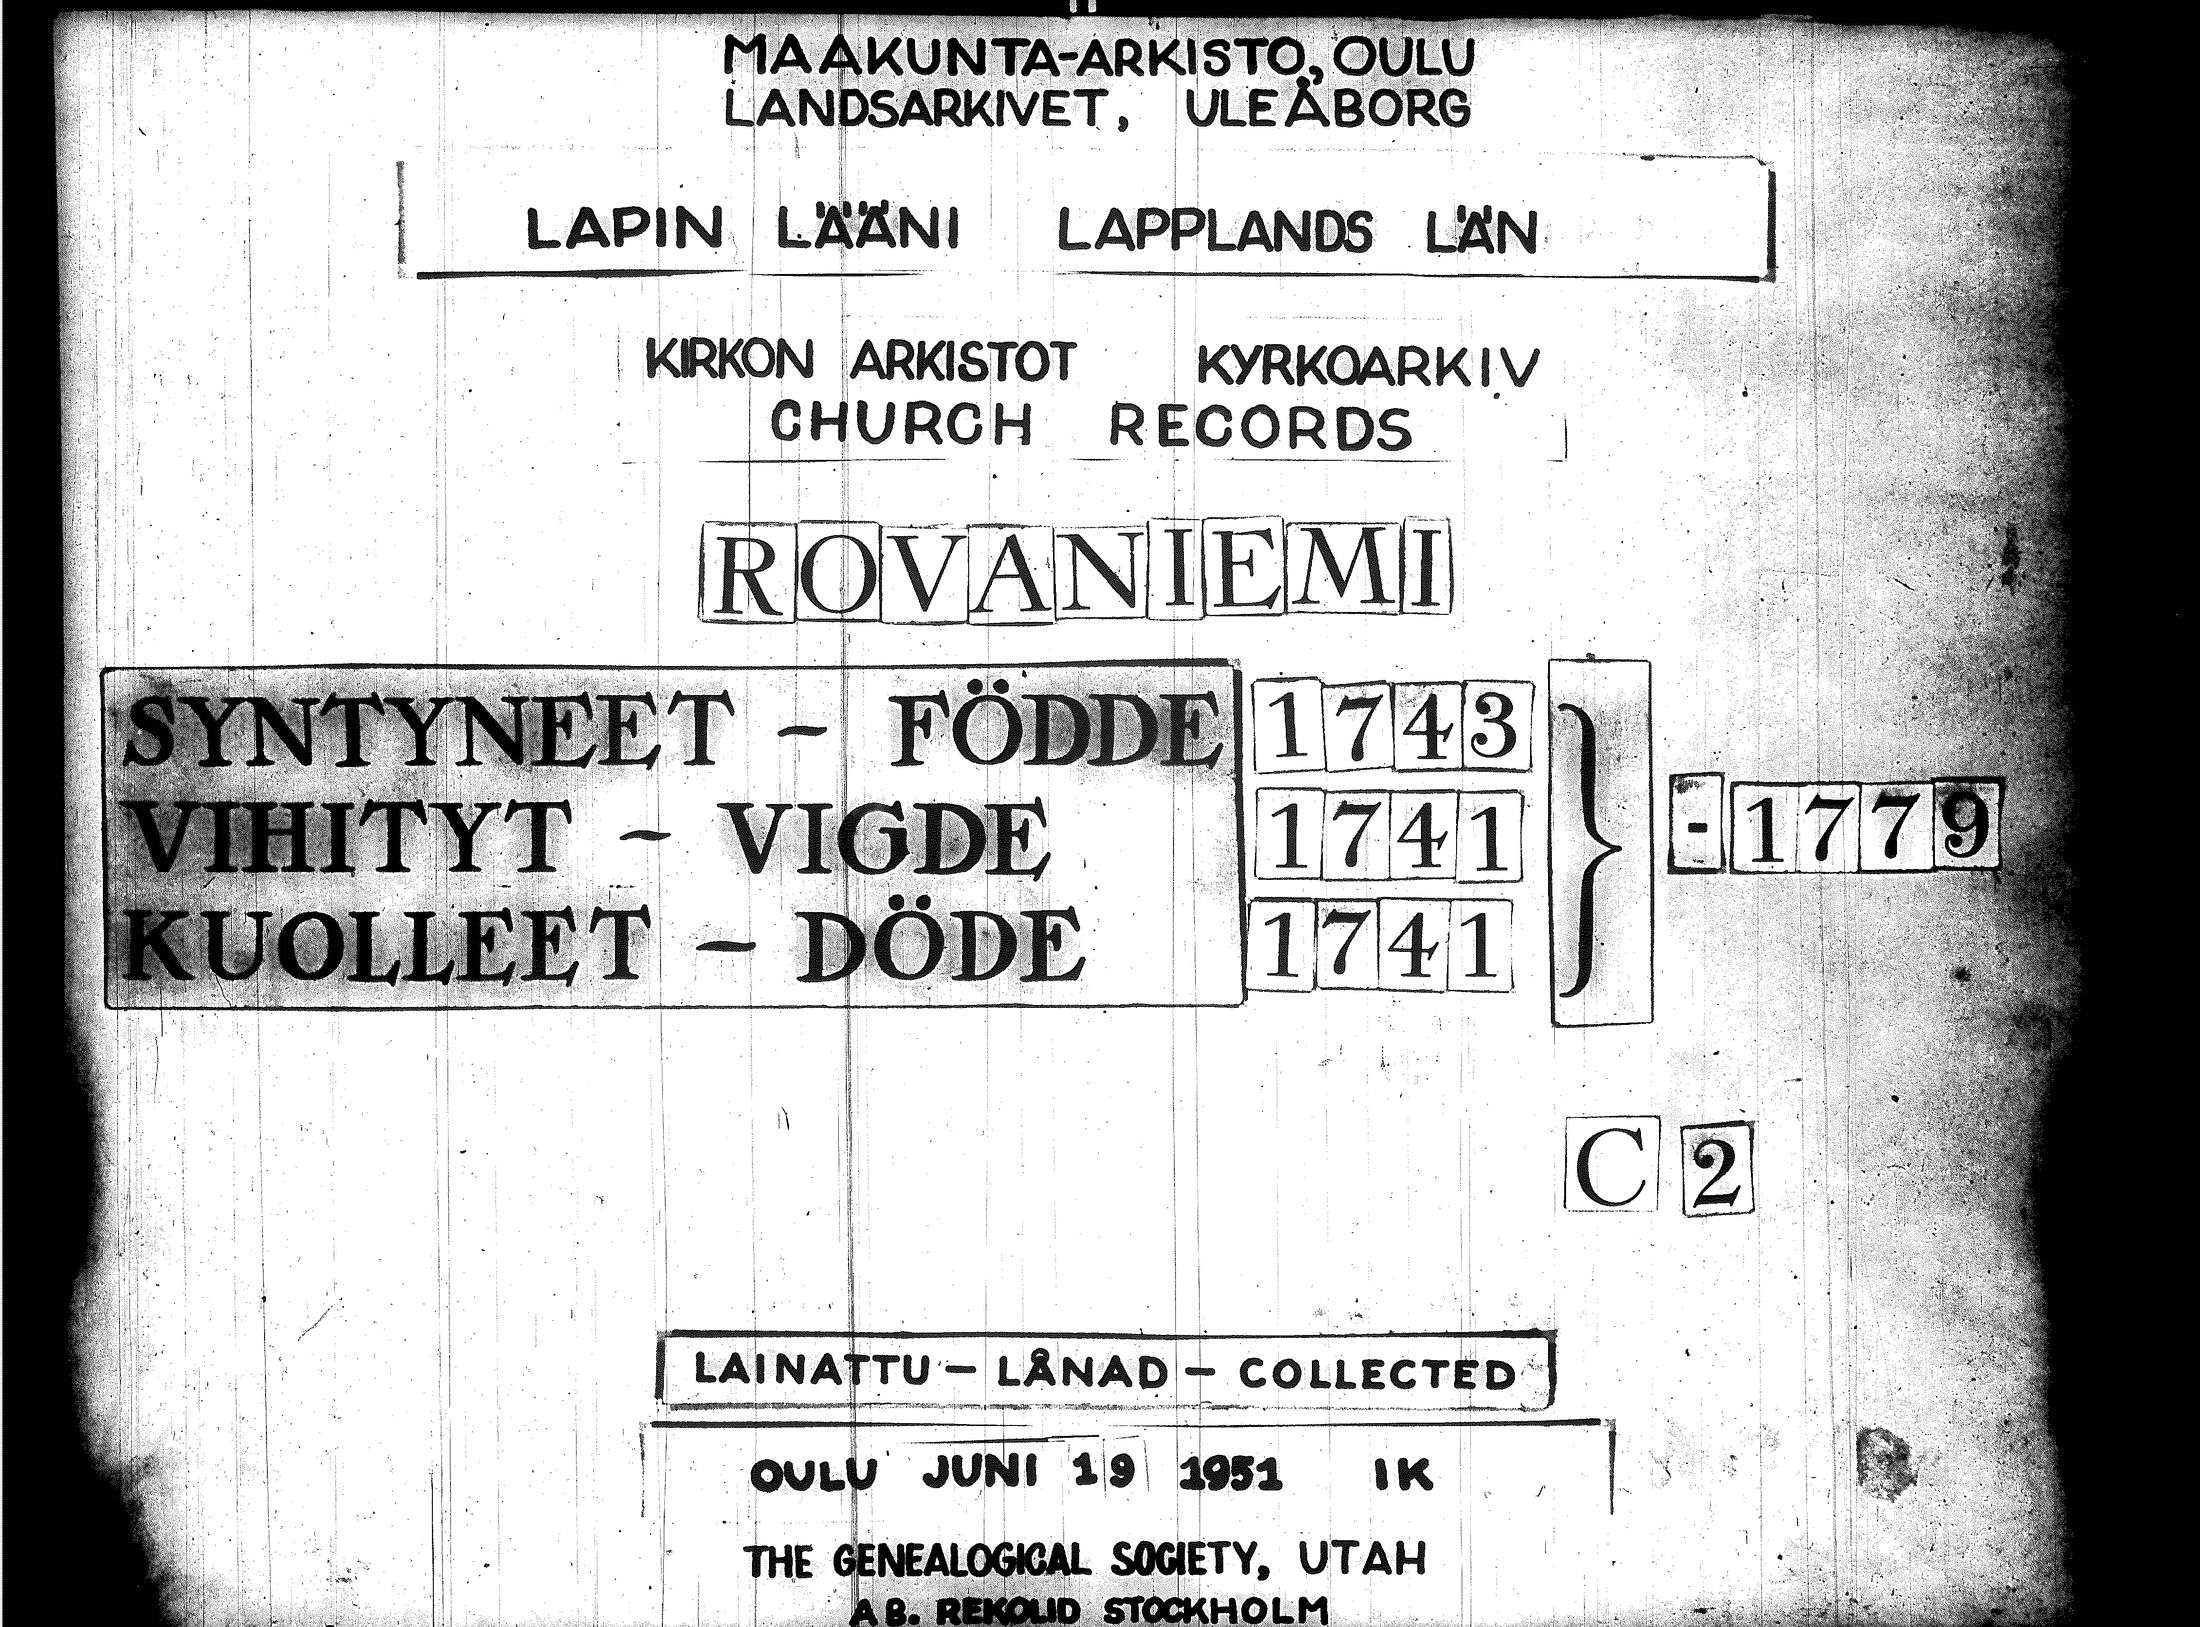 MAAKUNTA-ARKISTO, OULU
LANDSARKIVET, ULEÅBORG
LAPIN LÄÄNI LAPPLANDS LÄN
KIRKON ARKISTOT KYRKOARKIV
CHURCH RECORDS
ROVANIEMI
SYNTYNEET - FÖDDE 1743
VIHITYT - VIGDE 1741 } -1779
KUOLLEET - DÖDE 1741
C 2
LAINATTU - LÅNAD - COLLECTED
OULU JUNI 19 1951 IK
THE GENEALOGICAL SOCIETY, UTAH
AB. REKOLID STOCKHOLM